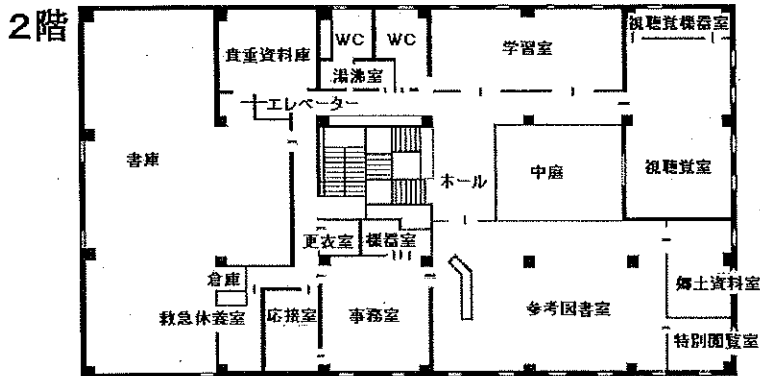 2階
WC
WC
視聴覚機器室
学習室
貴重資料庫
湯沸室
エレベーター
書庫
ホール
中庭
視聴覚室
更衣室
機器室
倉庫
郷土資料室
救急休養室
応接室
事務室
参考図書室
特別閲覧室